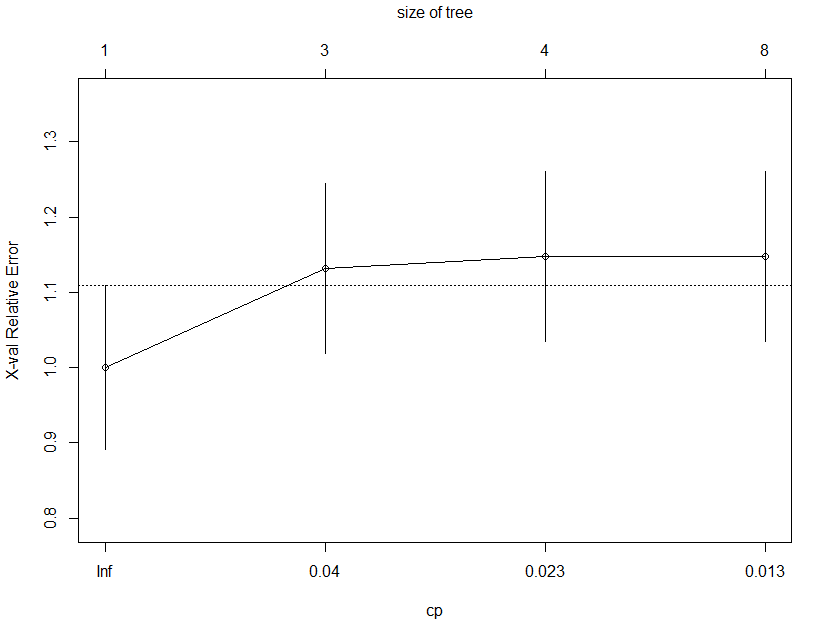 size of tree
1 3 4 8
1.3
1.2
1.1
1.0
0.9
0.8
X-val Relative Error
Inf 0.04 0.023 0.013
cp